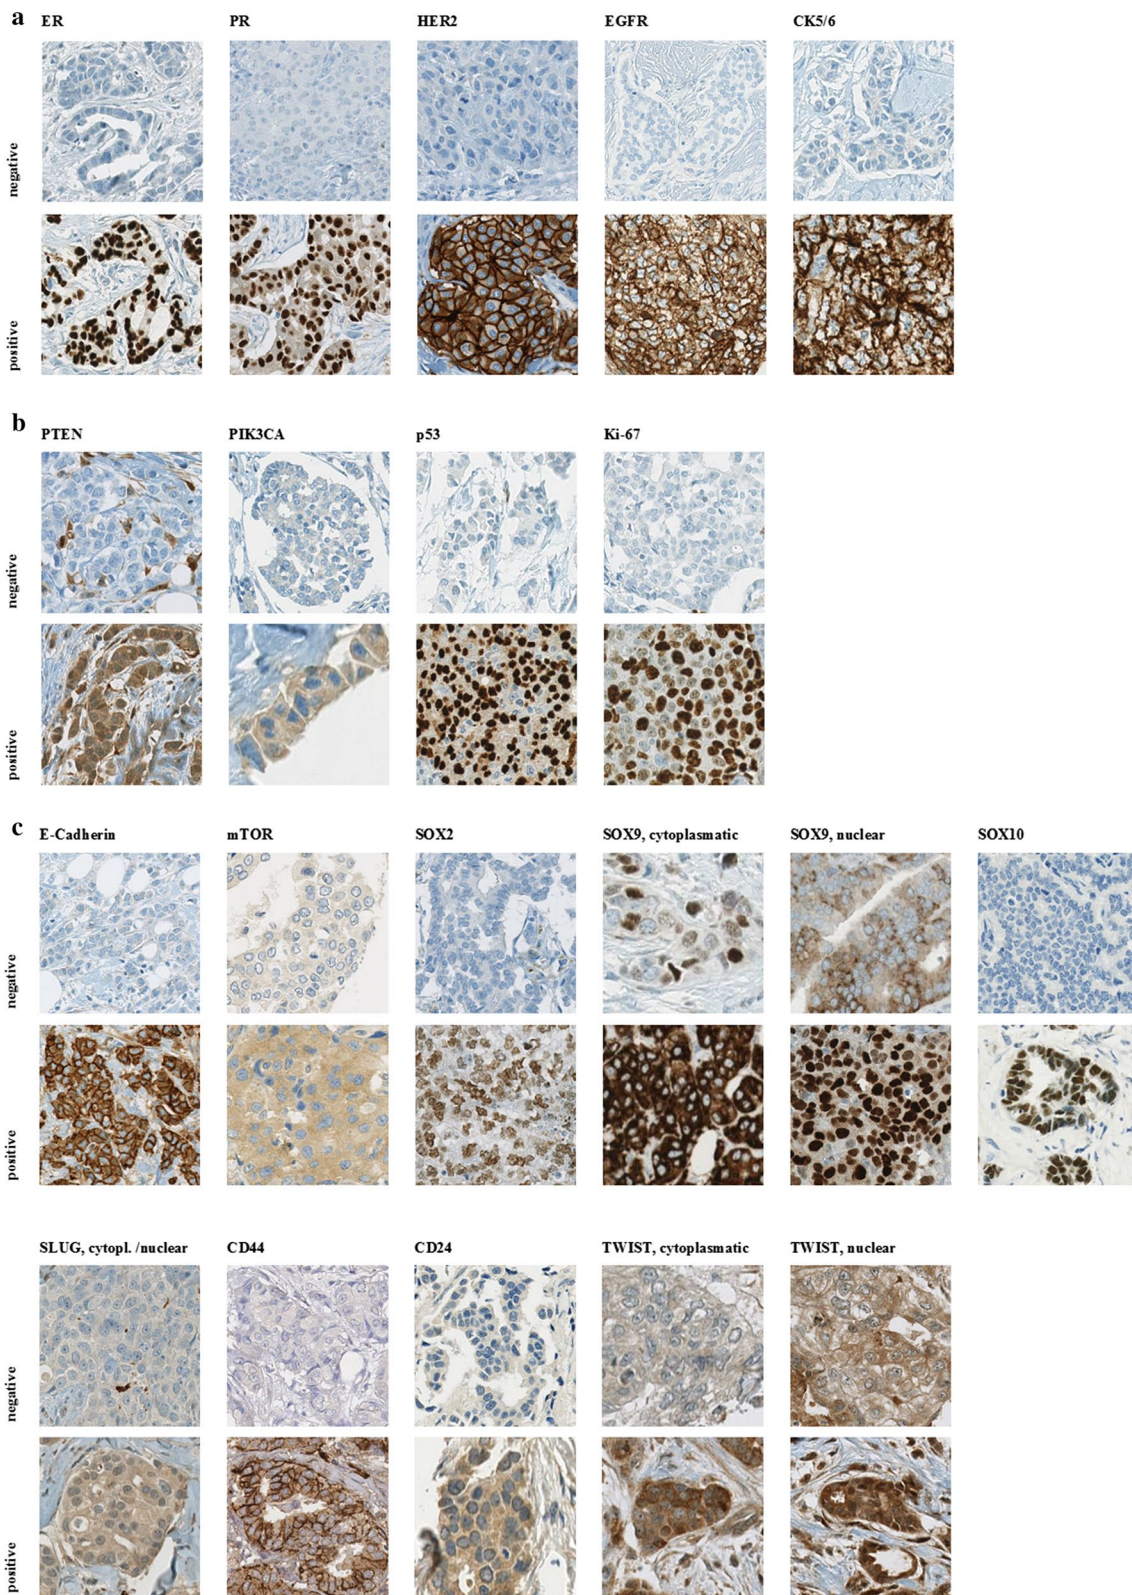 a
ER PR HER2 EGFR CK5/6
negative
positive
b
PTEN PIK3CA p53 Ki-67
negative
positive
c
E-Cadherin mTOR SOX2 SOX9, cytoplasmatic SOX9, nuclear SOX10
negative
positive
SLUG, cytopl. /nuclear CD44 CD24 TWIST, cytoplasmatic TWIST, nuclear
negative
positive